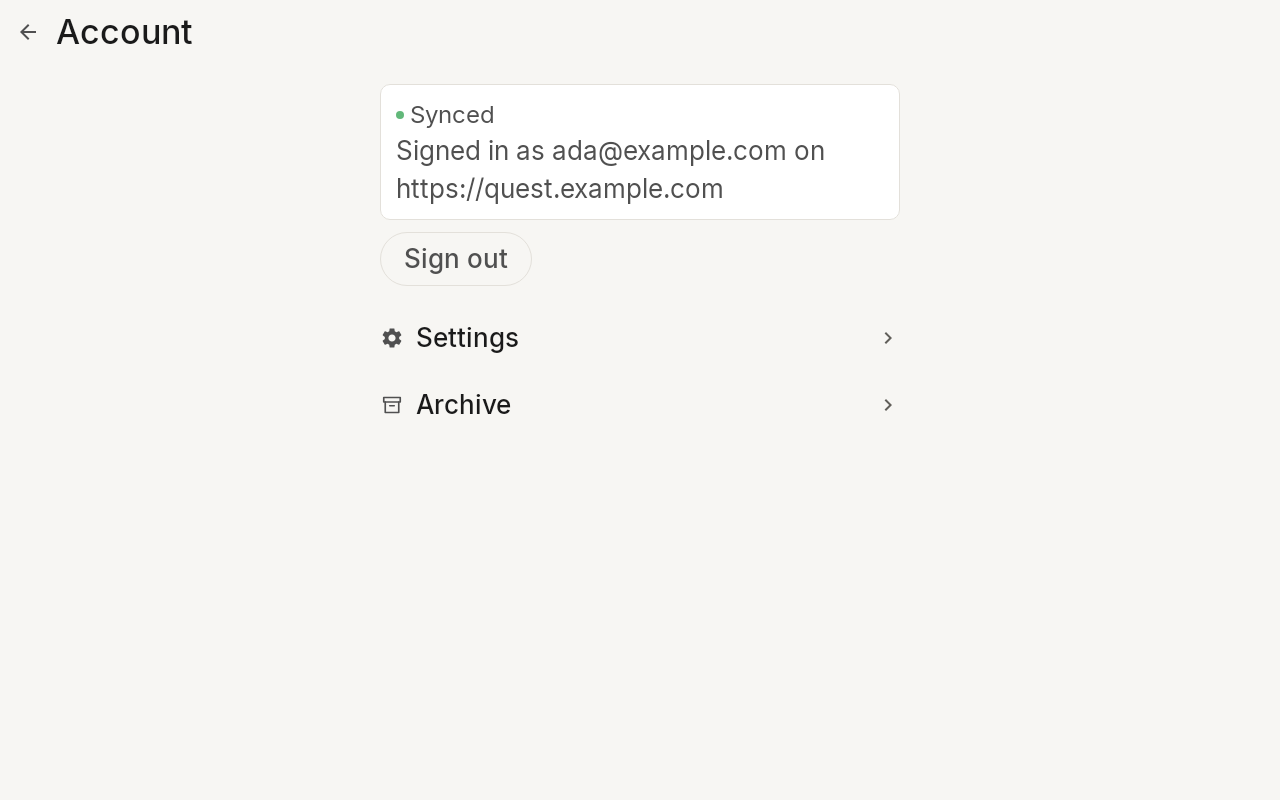 Account
Synced
Signed in as ada@example.com on
https://quest.example.com
Sign out
Settings
Archive